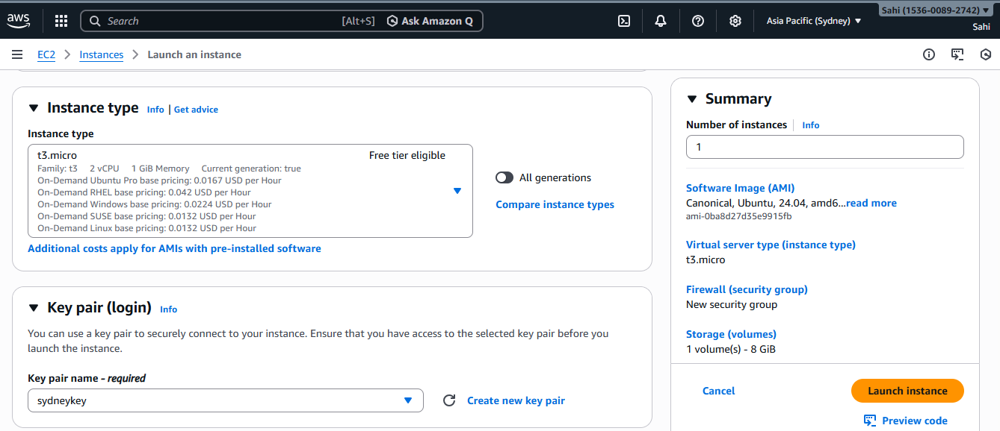 aws
Search [Alt+S] Ask Amazon Q
Asia Pacific (Sydney)
Sahi (1536-0089-2742)
Sahi
EC2 Instances Launch an instance
Instance type Info | Get advice
Instance type
t3.micro Free tier eligible
Family: t3 2 vCPU 1 GiB Memory Current generation: true
On-Demand Ubuntu Pro base pricing: 0.0167 USD per Hour
On-Demand RHEL base pricing: 0.042 USD per Hour
On-Demand Windows base pricing: 0.0224 USD per Hour
On-Demand SUSE base pricing: 0.0132 USD per Hour
On-Demand Linux base pricing: 0.0132 USD per Hour
All generations
Compare instance types
Additional costs apply for AMIs with pre-installed software
Key pair (login) Info
You can use a key pair to securely connect to your instance. Ensure that you have access to the selected key pair before you
launch the instance.
Key pair name - required
sydneykey
Create new key pair
Summary
Number of instances Info
1
Software Image (AMI)
Canonical, Ubuntu, 24.04, amd6...read more
ami-0ba8d27d35e9915fb
Virtual server type (instance type)
t3.micro
Firewall (security group)
New security group
Storage (volumes)
1 volume(s) - 8 GiB
Cancel Launch instance
Preview code